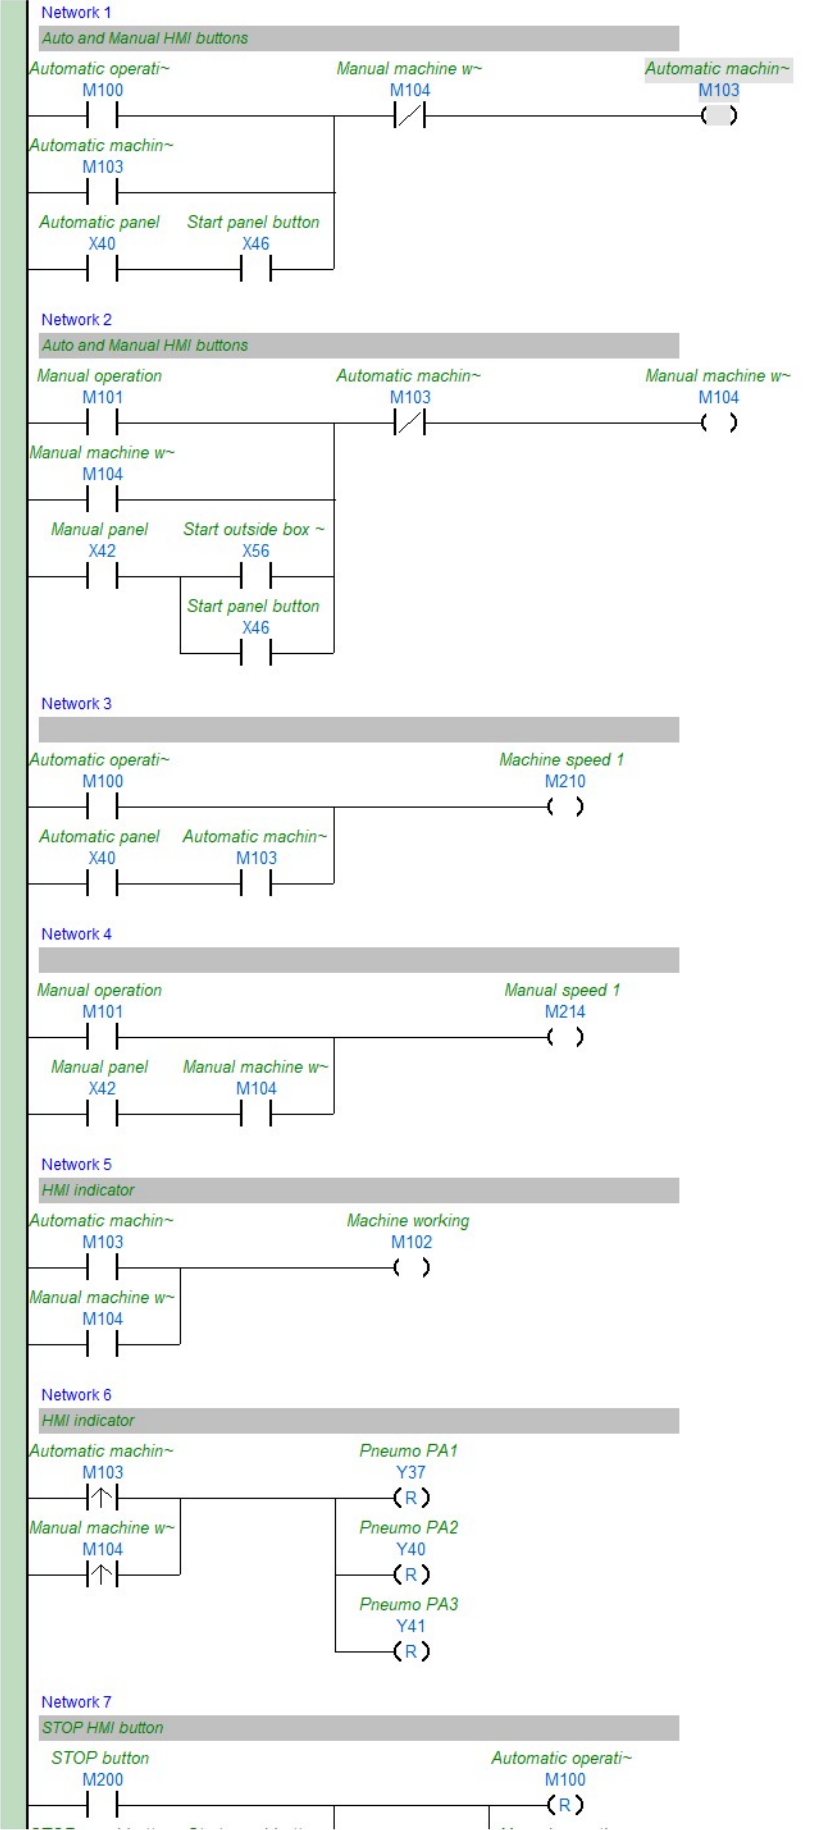 Network 1
Auto and Manual HMI buttons
Automatic operati~ Manual machine w~ Automatic machin~
M100 M104 M103
Automatic machin~
M103
Automatic panel Start panel button
X40 X46
Network 2
Auto and Manual HMI buttons
Manual operation Automatic machin~ Manual machine w~
M101 M103 M104
Manual machine w~
M104
Manual panel Start outside box ~
X42 X56
Start panel button
X46
Network 3
Automatic operati~ Machine speed 1
M100 M210
Automatic panel Automatic machin~
X40 M103
Network 4
Manual operation Manual speed 1
M101 M214
Manual panel Manual machine w~
X42 M104
Network 5
HMI indicator
Automatic machin~ Machine working
M103 M102
Manual machine w~
M104
Network 6
HMI indicator
Automatic machin~ Pneumo PA1
M103 Y37
R
Manual machine w~ Pneumo PA2
M104 Y40
R
Pneumo PA3
Y41
R
Network 7
STOP HMI button
STOP button Automatic operati~
M200 M100
R